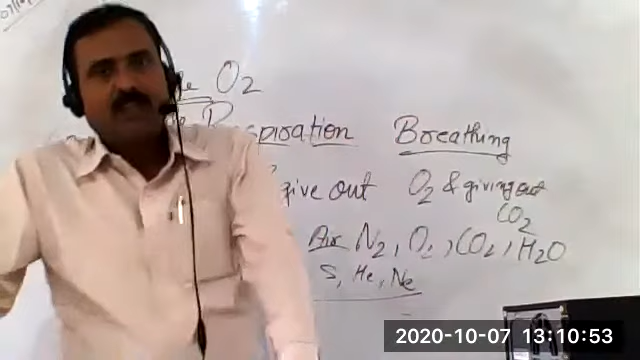 O2
Respiration Breathing
give out O2 & giving out
CO2
Air N2, O2, CO2, H2O
S, He, Ne
2020-10-07 13:10:53